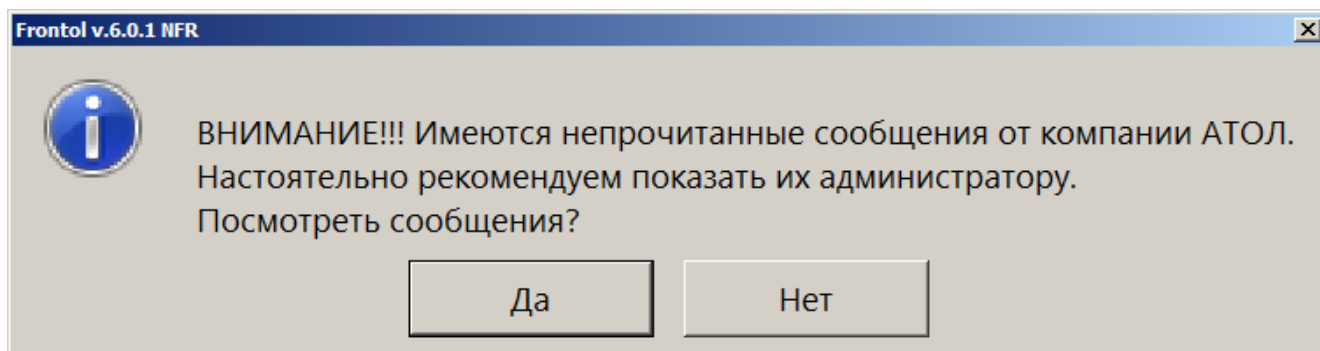 Frontol v.6.0.1 NFR
ВНИМАНИЕ!!! Имеются непрочитанные сообщения от компании АТОЛ.
Настоятельно рекомендуем показать их администратору.
Посмотреть сообщения?
Да Нет